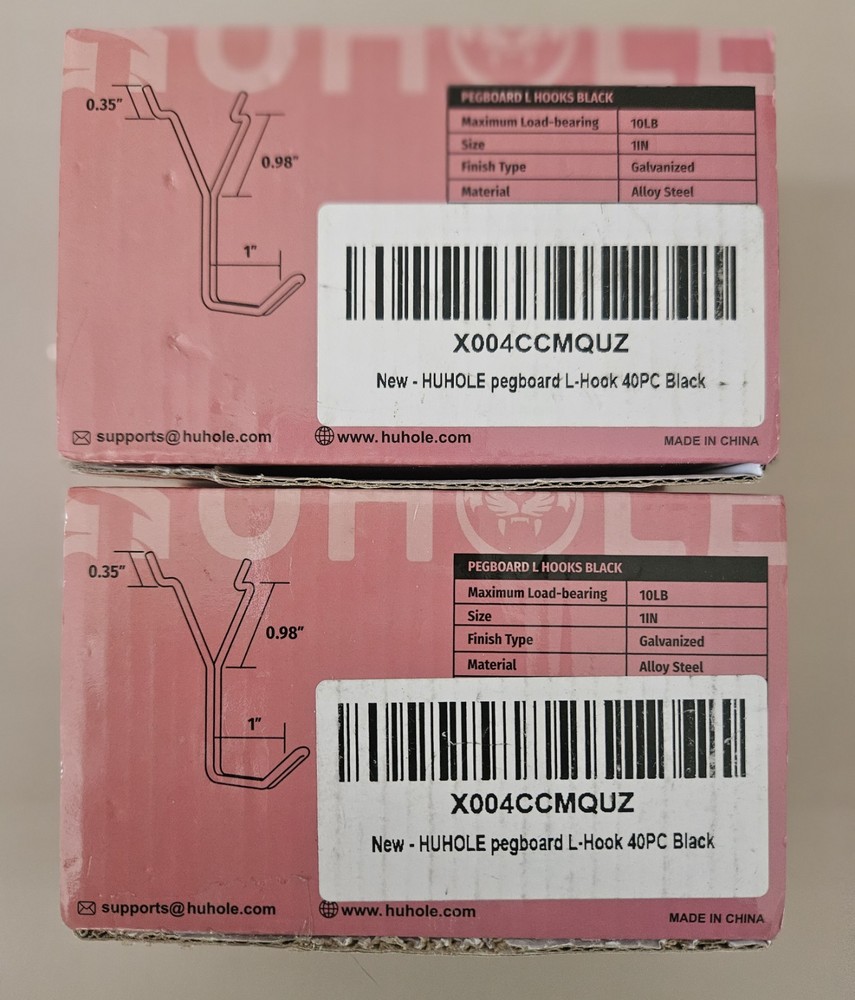 HUHOLE
0.35"
0.98"
1"
PEGBOARD L HOOKS BLACK
Maximum Load-bearing 10LB
Size 1IN
Finish Type Galvanized
Material Alloy Steel
X004CCMQUZ
New - HUHOLE pegboard L-Hook 40PC Black
supports@huhole.com
www. huhole.com
MADE IN CHINA
HUHOLE
0.35"
0.98"
1"
PEGBOARD L HOOKS BLACK
Maximum Load-bearing 10LB
Size 1IN
Finish Type Galvanized
Material Alloy Steel
X004CCMQUZ
New - HUHOLE pegboard L-Hook 40PC Black
supports@huhole.com
www. huhole.com
MADE IN CHINA